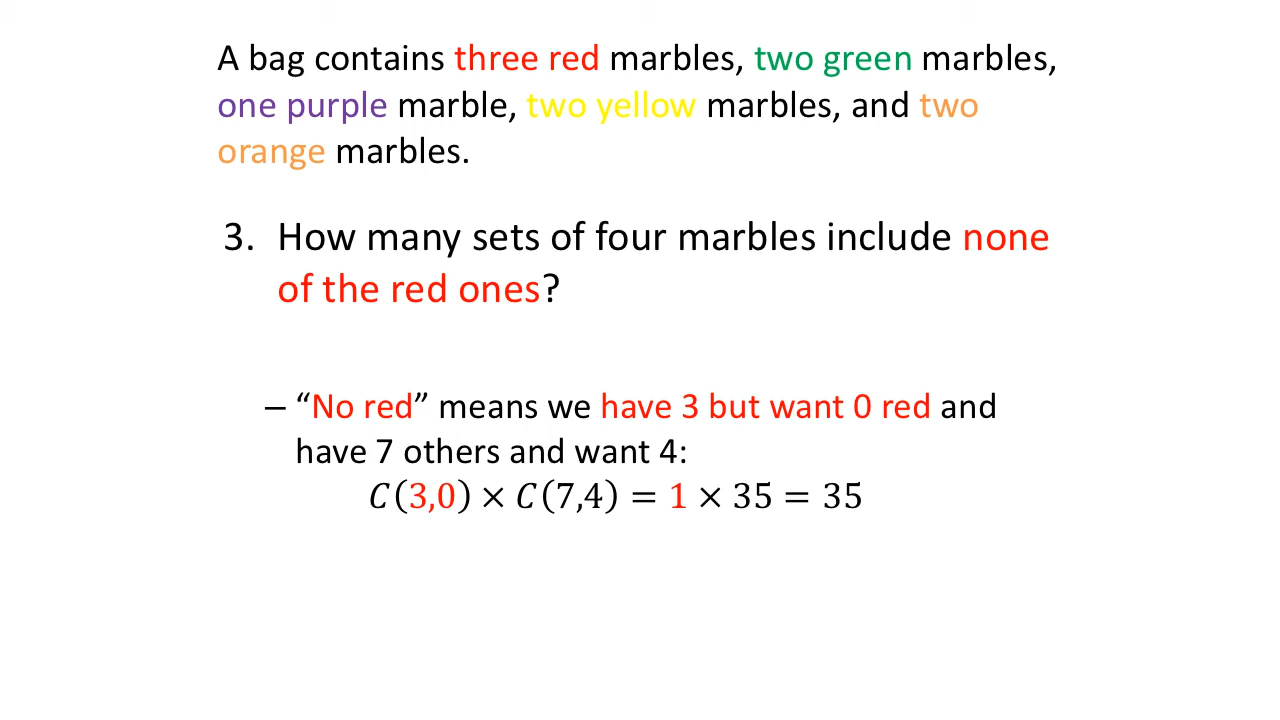 A bag contains three red marbles, two green marbles,
one purple marble, two yellow marbles, and two
orange marbles.
3. How many sets of four marbles include none
of the red ones?
– “No red” means we have 3 but want 0 red and
have 7 others and want 4:
𝐶(3,0) × 𝐶(7,4) = 1 × 35 = 35